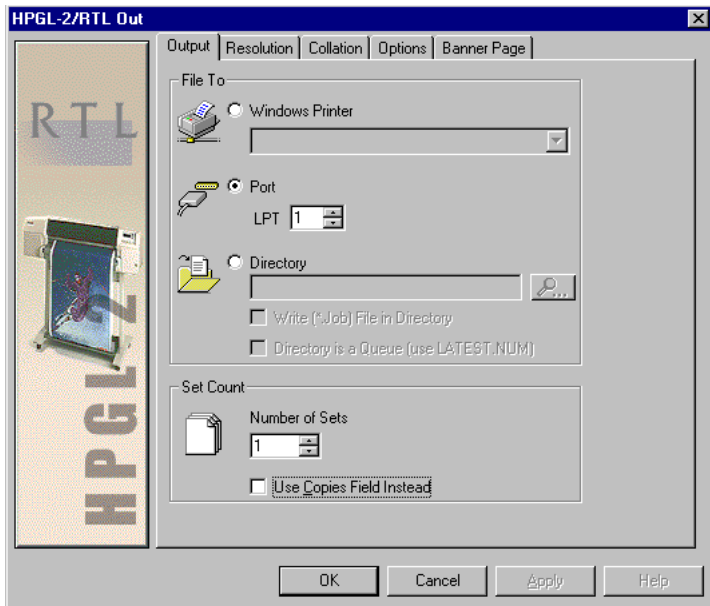 HPGL-2/RTL Out
RTL
HPGL 2
Output
Resolution
Collation
Options
Banner Page
File To
Windows Printer
Port
LPT 1
Directory
Write (*.Job) File in Directory
Directory is a Queue (use LATEST.NUM)
Set Count
Number of Sets
1
Use Copies Field Instead
OK
Cancel
Apply
Help